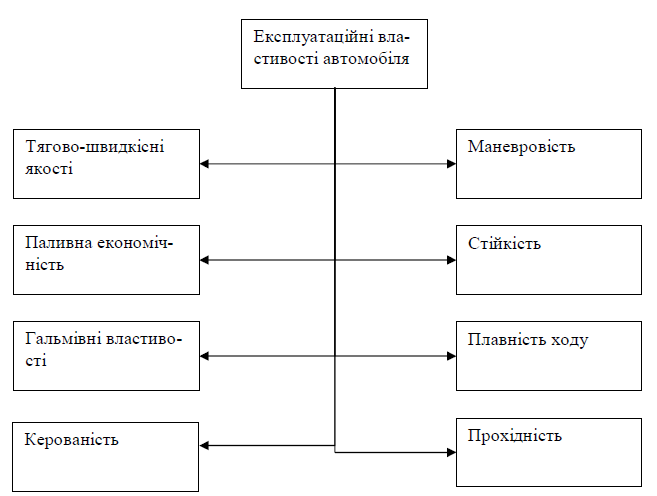 Експлуатаційні вла-
стивості автомобіля
Тягово-швидкісні
якості
Маневровість
Паливна економіч-
ність
Стійкість
Гальмівні властиво-
сті
Плавність ходу
Керованість
Прохідність